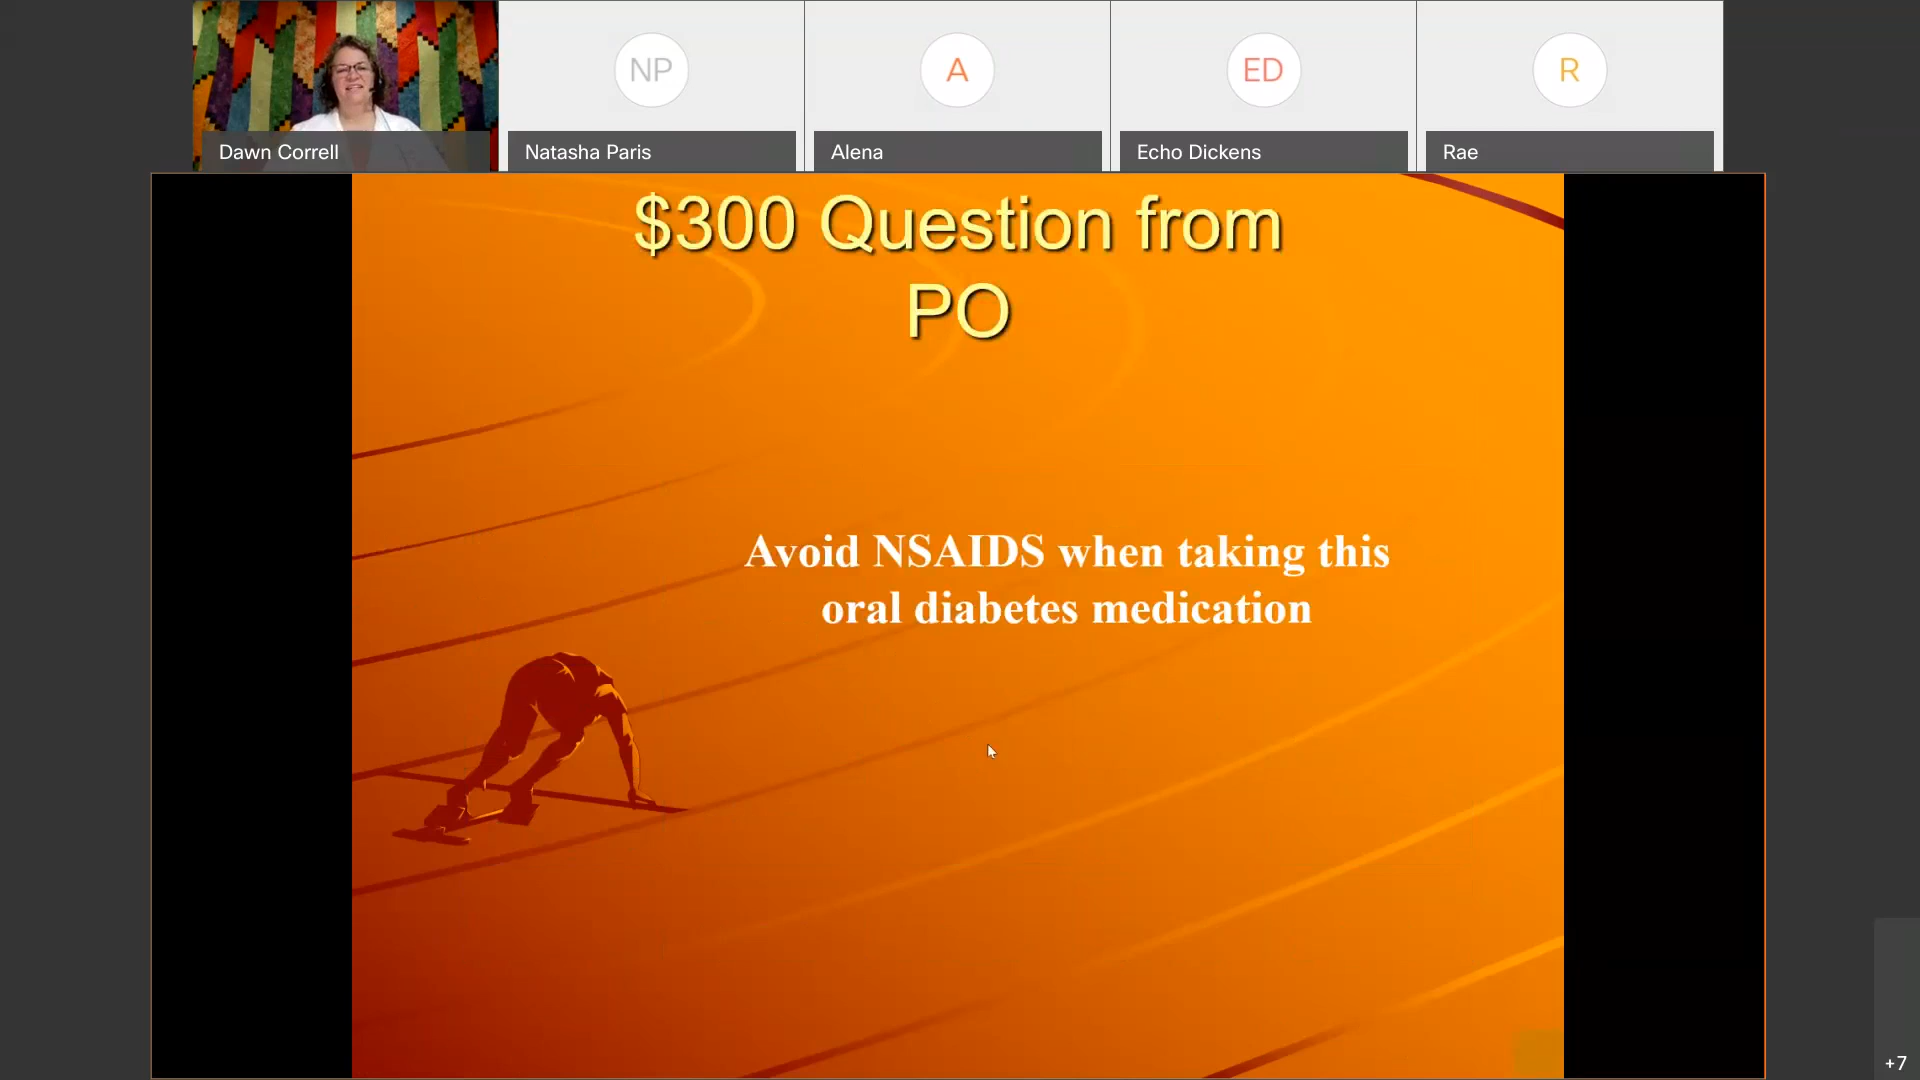 NP
A
ED
R
Dawn Correll
Natasha Paris
Alena
Echo Dickens
Rae
$300 Question from
PO
Avoid NSAIDS when taking this
oral diabetes medication
+7